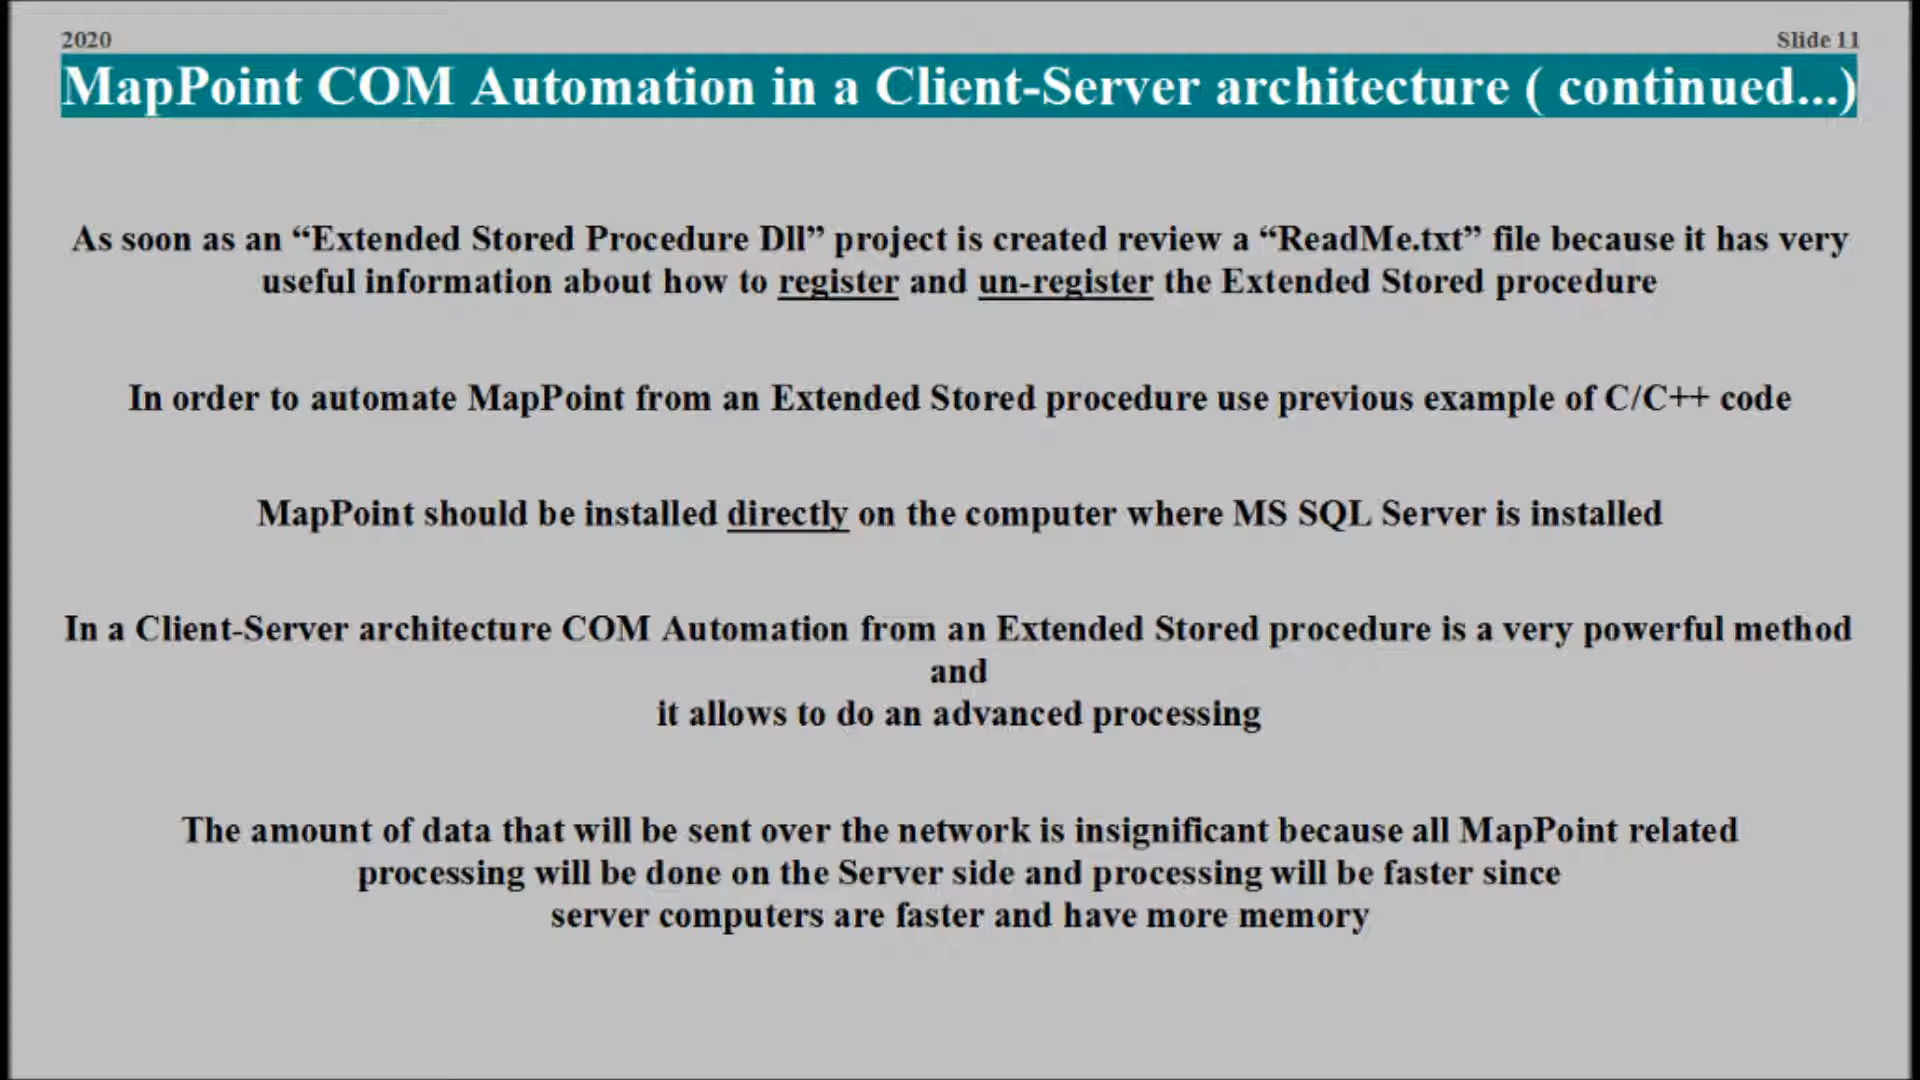 2020
Slide 11
MapPoint COM Automation in a Client-Server architecture ( continued...)
As soon as an “Extended Stored Procedure Dll” project is created review a “ReadMe.txt” file because it has very
useful information about how to register and un-register the Extended Stored procedure
In order to automate MapPoint from an Extended Stored procedure use previous example of C/C++ code
MapPoint should be installed directly on the computer where MS SQL Server is installed
In a Client-Server architecture COM Automation from an Extended Stored procedure is a very powerful method
and
it allows to do an advanced processing
The amount of data that will be sent over the network is insignificant because all MapPoint related
processing will be done on the Server side and processing will be faster since
server computers are faster and have more memory